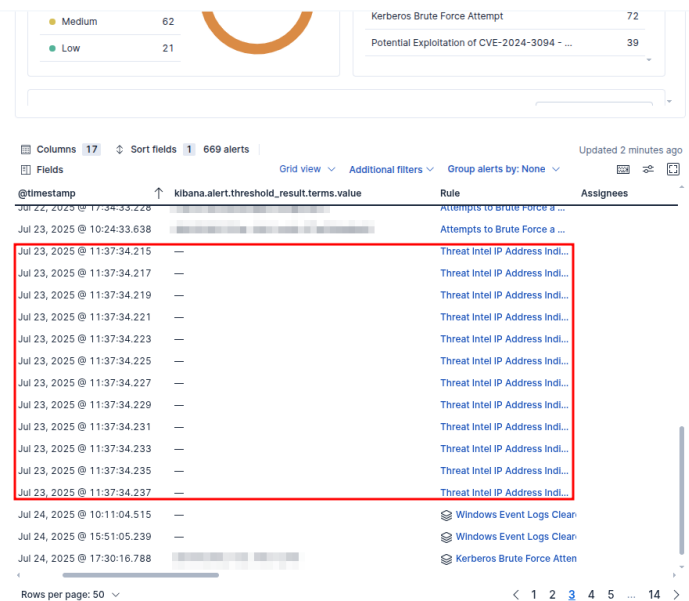 Medium 62
Low 21
Kerberos Brute Force Attempt 72
Potential Exploitation of CVE-2024-3094 - ... 39
Columns 17 Sort fields 1 669 alerts
Updated 2 minutes ago
Fields Grid view Additional filters Group alerts by: None
@timestamp kibana.alert.threshold_result.terms.value Rule Assignees
Jul 22, 2025 @ 17:34:33.228 Attempts to Brute Force a ...
Jul 23, 2025 @ 10:24:33.638 Attempts to Brute Force a ...
Jul 23, 2025 @ 11:37:34.215 — Threat Intel IP Address Indi...
Jul 23, 2025 @ 11:37:34.217 — Threat Intel IP Address Indi...
Jul 23, 2025 @ 11:37:34.219 — Threat Intel IP Address Indi...
Jul 23, 2025 @ 11:37:34.221 — Threat Intel IP Address Indi...
Jul 23, 2025 @ 11:37:34.223 — Threat Intel IP Address Indi...
Jul 23, 2025 @ 11:37:34.225 — Threat Intel IP Address Indi...
Jul 23, 2025 @ 11:37:34.227 — Threat Intel IP Address Indi...
Jul 23, 2025 @ 11:37:34.229 — Threat Intel IP Address Indi...
Jul 23, 2025 @ 11:37:34.231 — Threat Intel IP Address Indi...
Jul 23, 2025 @ 11:37:34.233 — Threat Intel IP Address Indi...
Jul 23, 2025 @ 11:37:34.235 — Threat Intel IP Address Indi...
Jul 23, 2025 @ 11:37:34.237 — Threat Intel IP Address Indi...
Jul 24, 2025 @ 10:11:04.515 — Windows Event Logs Clear
Jul 24, 2025 @ 15:51:05.239 — Windows Event Logs Clear
Jul 24, 2025 @ 17:30:16.788 Kerberos Brute Force Atten
Rows per page: 50 1 2 3 4 5 ... 14